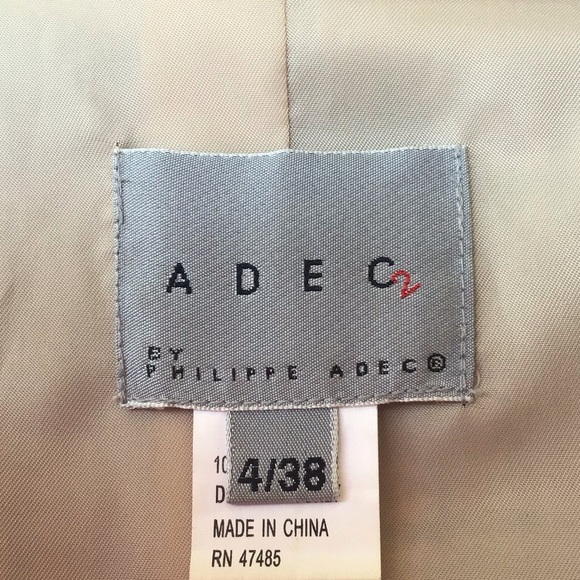 ADEC2
BY
PHILIPPE ADEC®
4/38
MADE IN CHINA
RN 47485